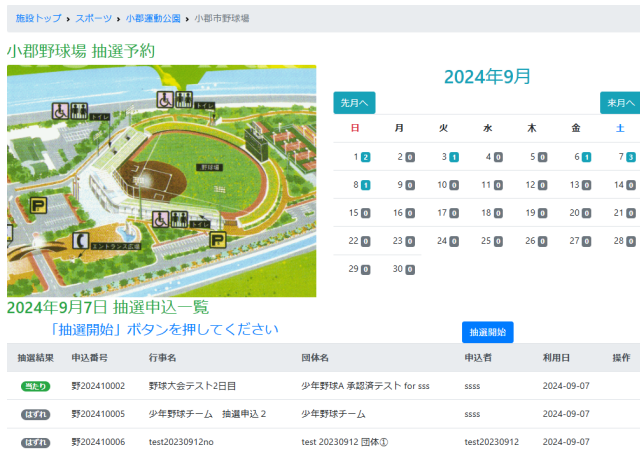 施設トップ › スポーツ › 小郡運動公園 › 小郡市野球場
小郡野球場 抽選予約
トイレ
トイレ
野球場
トイレ
エントランス広場
P
P
2024年9月
先月へ 来月へ
日 月 火 水 木 金 土
1 2 2 0 3 1 4 0 5 0 6 1 7 3
8 1 9 0 10 0 11 0 12 0 13 0 14 0
15 0 16 0 17 0 18 0 19 0 20 0 21 0
22 0 23 0 24 0 25 0 26 0 27 0 28 0
29 0 30 0
2024年9月7日 抽選申込一覧
「抽選開始」ボタンを押してください 抽選開始
抽選結果 申込番号 行事名 団体名 申込者 利用日 操作
当たり 野202410002 野球大会テスト2日目 少年野球A 承認済テスト for sss ssss 2024-09-07
はずれ 野202410005 少年野球チーム　抽選申込２ 少年野球チーム ssss 2024-09-07
はずれ 野202410006 test20230912no test 20230912 団体① test20230912 2024-09-07